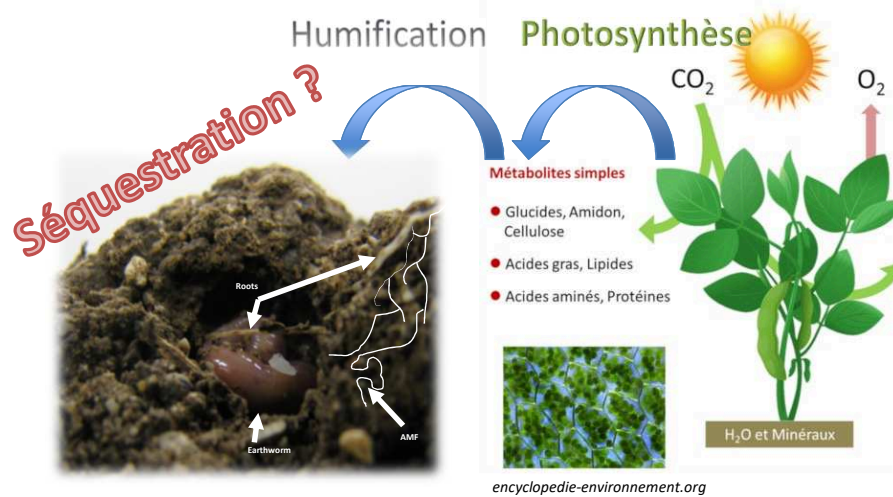 Humification
Photosynthèse
Séquestration ?
CO2
O2
Métabolites simples
Glucides, Amidon,
Cellulose
Acides gras, Lipides
Acides aminés, Protéines
Roots
AMF
Earthworm
H2O et Minéraux
encyclopedie-environnement.org